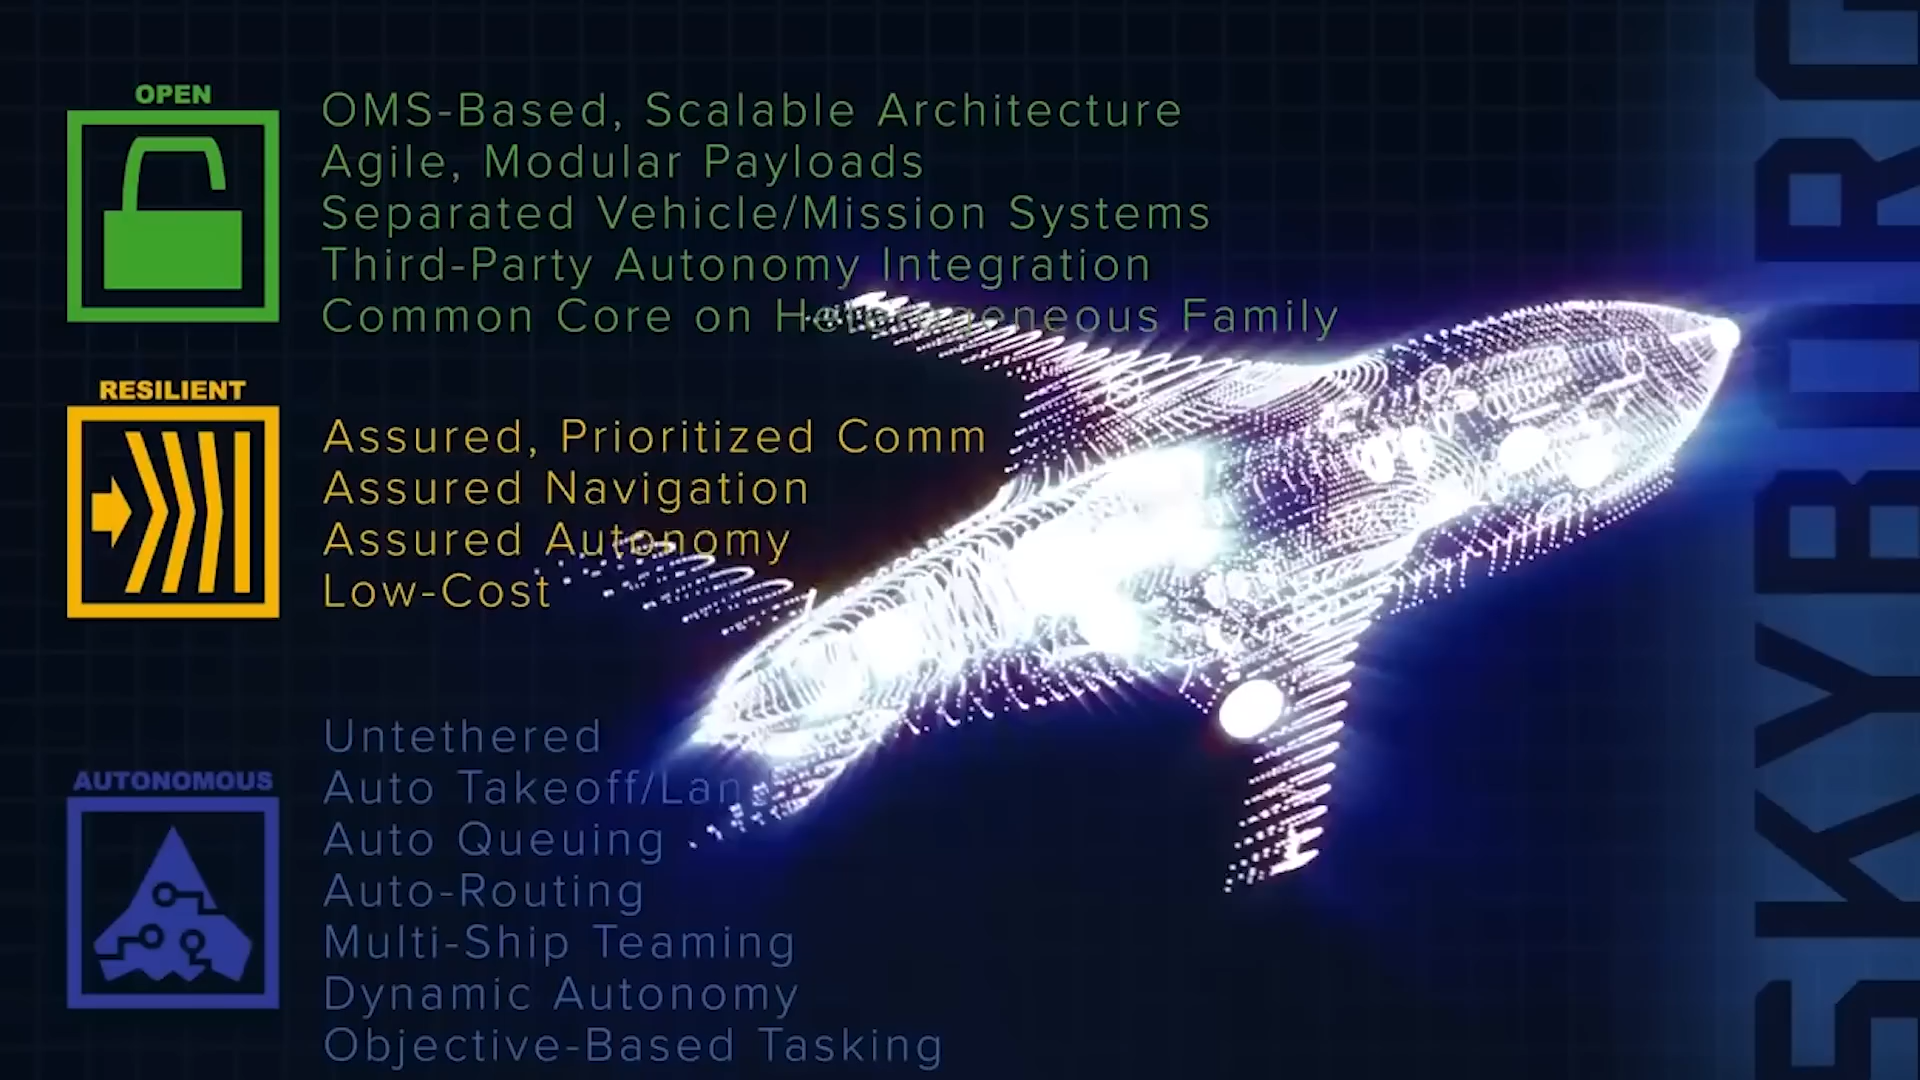 OPEN
OMS-Based, Scalable Architecture
Agile, Modular Payloads
Separated Vehicle/Mission Systems
Third-Party Autonomy Integration
Common Core on Heterogeneous Family
RESILIENT
Assured, Prioritized Comm
Assured Navigation
Assured Autonomy
Low-Cost
AUTONOMOUS
Untethered
Auto Takeoff/Land
Auto Queuing
Auto-Routing
Multi-Ship Teaming
Dynamic Autonomy
Objective-Based Tasking
SKYBORG